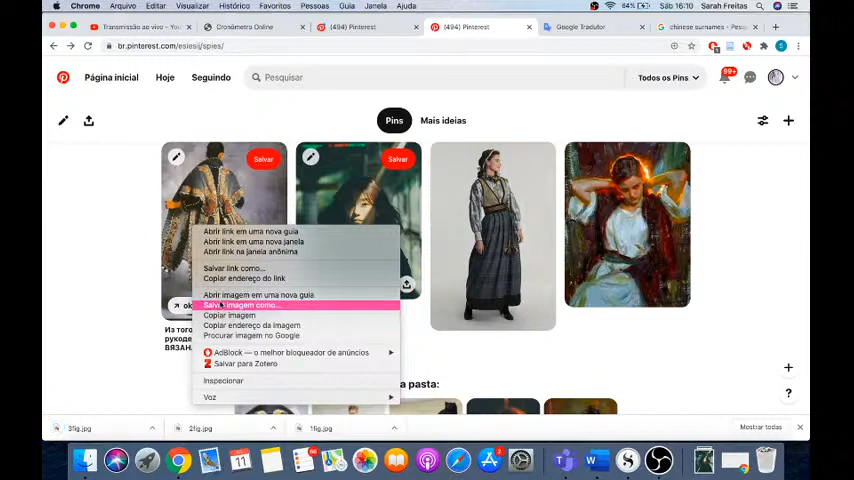 Chrome Arquivo Editar Visualizar Histórico Favoritos Pessoas Guia Janela Ajuda 64% Sáb 16:10 Sarah Freitas
Transmissão ao vivo – You
Cronômetro Online
(494) Pinterest
(494) Pinterest
Google Tradutor
chinese surnames - Pes
br.pinterest.com/esiesij/spies/
Página inicial Hoje Seguindo Pesquisar Todos os Pins 99+
Pins Mais ideias
Salvar Salvar
Abrir link em uma nova guia
Abrir link em uma nova janela
Abrir link na janela anônima
Salvar link como...
Copiar endereço do link
Abrir imagem em uma nova guia
Salvar imagem como...
Copiar imagem
Copiar endereço da imagem
Procurar imagem no Google
AdBlock — o melhor bloqueador de anúncios
Salvar para Zotero
Inspecionar
Voz
ok
Из того
рукоде
ВЯЗАН
a pasta:
?
3fig.jpg 2fig.jpg 1fig.jpg Mostrar todas